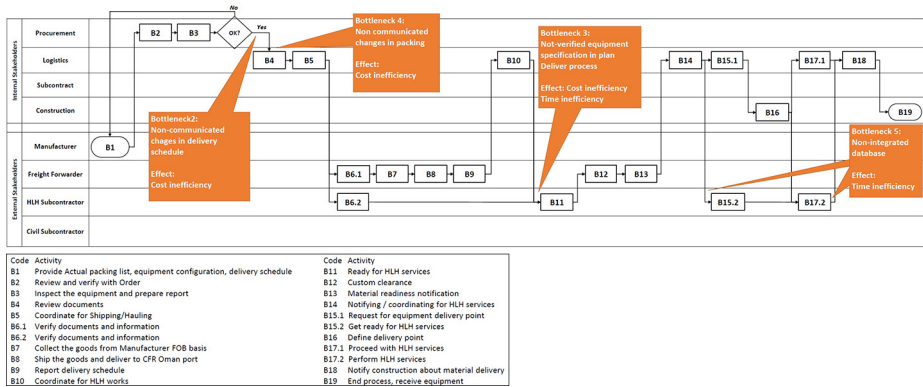 No
Procurement
B2
B3
OK?
Yes
Bottleneck 4:
Non communicated
changes in packing
Effect:
Cost inefficiency
Bottleneck 3:
Not-verified equipment
specification in plan
Deliver process
Effect: Cost inefficiency
Time inefficiency
Internal Stakeholders
Logistics
B4
B5
B10
B14
B15.1
B17.1
B18
Subcontract
Construction
B16
B19
Bottleneck2:
Non-communicated
chages in delivery
schedule
Effect:
Cost inefficiency
Bottleneck 5:
Non-integrated
database
Effect:
Time inefficiency
External Stakeholders
Manufacturer
B1
Freight Forwarder
B6.1
B7
B8
B9
B12
B13
HLH Subcontractor
B6.2
B11
B15.2
B17.2
Civil Subcontractor
Code Activity
B1 Provide Actual packing list, equipment configuration, delivery schedule
B2 Review and verify with Order
B3 Inspect the equipment and prepare report
B4 Review documents
B5 Coordinate for Shipping/Hauling
B6.1 Verify documents and information
B6.2 Verify documents and information
B7 Collect the goods from Manufacturer FOB basis
B8 Ship the goods and deliver to CFR Oman port
B9 Report delivery schedule
B10 Coordinate for HLH works
Code Activity
B11 Ready for HLH services
B12 Custom clearance
B13 Material readiness notification
B14 Notifying / coordinating for HLH services
B15.1 Request for equipment delivery point
B15.2 Get ready for HLH services
B16 Define delivery point
B17.1 Proceed with HLH services
B17.2 Perform HLH services
B18 Notify construction about material delivery
B19 End process, receive equipment